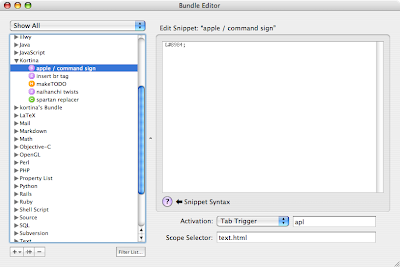 Bundle Editor
Show All
Edit Snippet: "apple / command sign"
Java
JavaScript
Kortina
apple / command sign
insert br tag
makeTODO
naihanchi twists
spartan replacer
kortina's Bundle
LaTeX
Mail
Markdown
Math
Objective-C
OpenGL
Perl
PHP
Property List
Python
Rails
Ruby
Shell Script
Source
SQL
Subversion
Text
&#8984;
? Snippet Syntax
Activation: Tab Trigger apl
Scope Selector: text.html
Filter List...